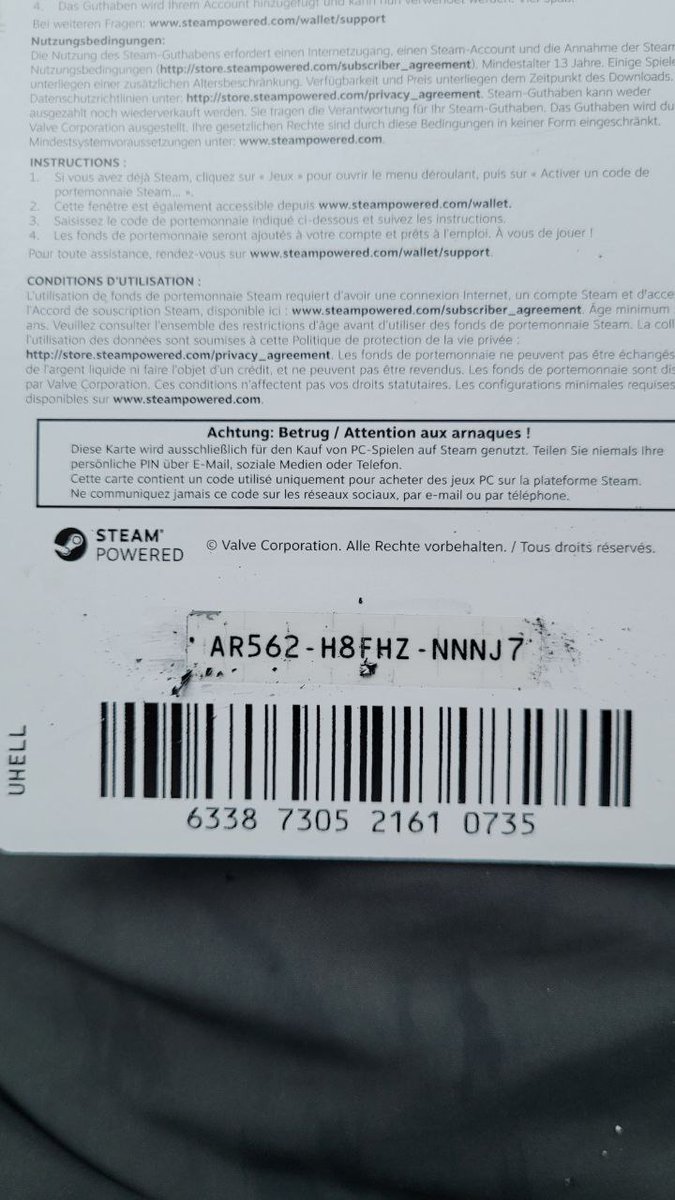 4. Das Guthaben wird Ihrem Account hinzugefügt und kann nun
Bei weiteren Fragen: www.steampowered.com/wallet/support
Nutzungsbedingungen:
Die Nutzung des Steam-Guthabens erfordert einen Internetzugang, einen Steam-Account und die Annahme der Steam
Nutzungsbedingungen (http://store.steampowered.com/subscriber_agreement). Mindestalter 13 Jahre. Einige Spiele
unterliegen einer zusätzlichen Altersbeschränkung. Verfügbarkeit und Preis unterliegen dem Zeitpunkt des Downloads.
Datenschutzrichtlinien unter: http://store.steampowered.com/privacy_agreement. Steam-Guthaben kann weder
ausgezahlt noch wiederverkauft werden. Sie tragen die Verantwortung für Ihr Steam-Guthaben. Das Guthaben wird du
Valve Corporation ausgestellt. Ihre gesetzlichen Rechte sind durch diese Bedingungen in keiner Form eingeschränkt.
Mindestsystemvoraussetzungen unter: www.steampowered.com.
INSTRUCTIONS :
1. Si vous avez déjà Steam, cliquez sur « Jeux » pour ouvrir le menu déroulant, puis sur « Activer un code de
portemonnaie Steam... ».
2. Cette fenêtre est également accessible depuis www.steampowered.com/wallet.
3. Saisissez le code de portemonnaie indiqué ci-dessous et suivez les instructions.
4. Les fonds de portemonnaie seront ajoutés à votre compte et prêts à l'emploi. À vous de jouer !
Pour toute assistance, rendez-vous sur www.steampowered.com/wallet/support.
CONDITIONS D'UTILISATION :
L'utilisation de fonds de portemonnaie Steam requiert d'avoir une connexion Internet, un compte Steam et d'acce
l'Accord de souscription Steam, disponible ici : www.steampowered.com/subscriber_agreement. Âge minimum
ans. Veuillez consulter l'ensemble des restrictions d'âge avant d'utiliser des fonds de portemonnaie Steam. La coll
l'utilisation des données sont soumises à cette Politique de protection de la vie privée :
http://store.steampowered.com/privacy_agreement. Les fonds de portemonnaie ne peuvent pas être échangés
de l'argent liquide ni faire l'objet d'un crédit, et ne peuvent pas être revendus. Les fonds de portemonnaie sont dis
par Valve Corporation. Ces conditions n'affectent pas vos droits statutaires. Les configurations minimales requises
disponibles sur www.steampowered.com.
Achtung: Betrug / Attention aux arnaques !
Diese Karte wird ausschließlich für den Kauf von PC-Spielen auf Steam genutzt. Teilen Sie niemals Ihre
persönliche PIN über E-Mail, soziale Medien oder Telefon.
Cette carte contient un code utilisé uniquement pour acheter des jeux PC sur la plateforme Steam.
Ne communiquez jamais ce code sur les réseaux sociaux, par e-mail ou par téléphone.
STEAM®
POWERED
© Valve Corporation. Alle Rechte vorbehalten. / Tous droits réservés.
AR562-H8FHZ-NNNJ7
UHELL
6338 7305 2161 0735